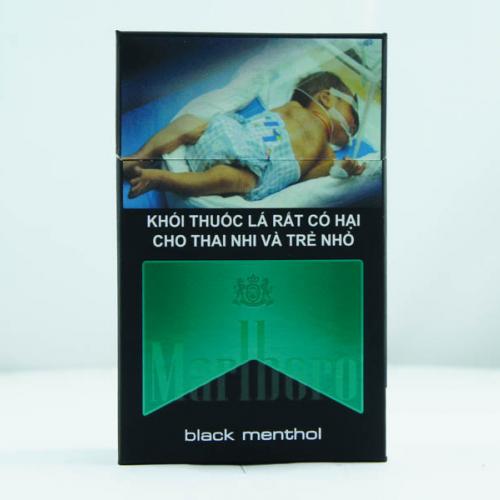 KHÓI THUỐC LÁ RẤT CÓ HẠI
CHO THAI NHI VÀ TRẺ NHỎ
Marlboro
black menthol